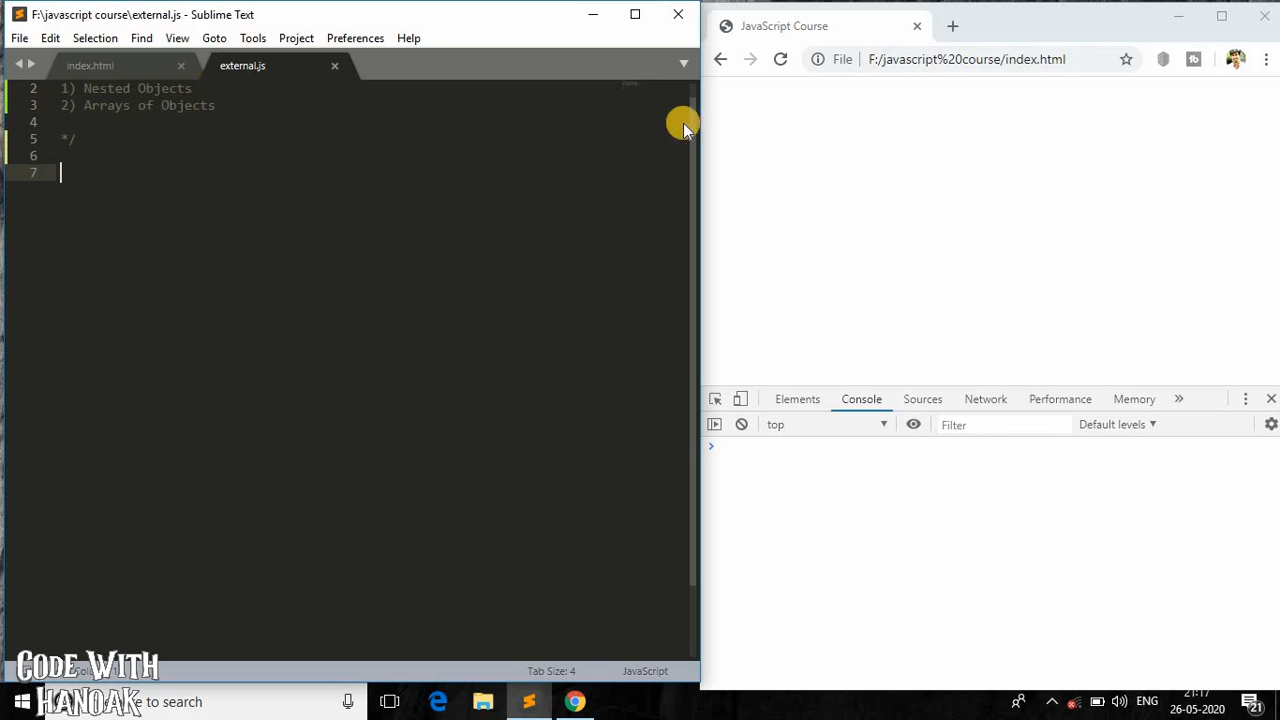 F:\javascript course\external.js - Sublime Text
File Edit Selection Find View Goto Tools Project Preferences Help
index.html
external.js
2 1) Nested Objects
3 2) Arrays of Objects
4
5 */
6
7
Tab Size: 4 JavaScript
JavaScript Course
File F:/javascript%20course/index.html
Elements Console Sources Network Performance Memory »
top Filter Default levels
CODE WITH
HANOAK
to search
ENG
21:17
26-05-2020
21